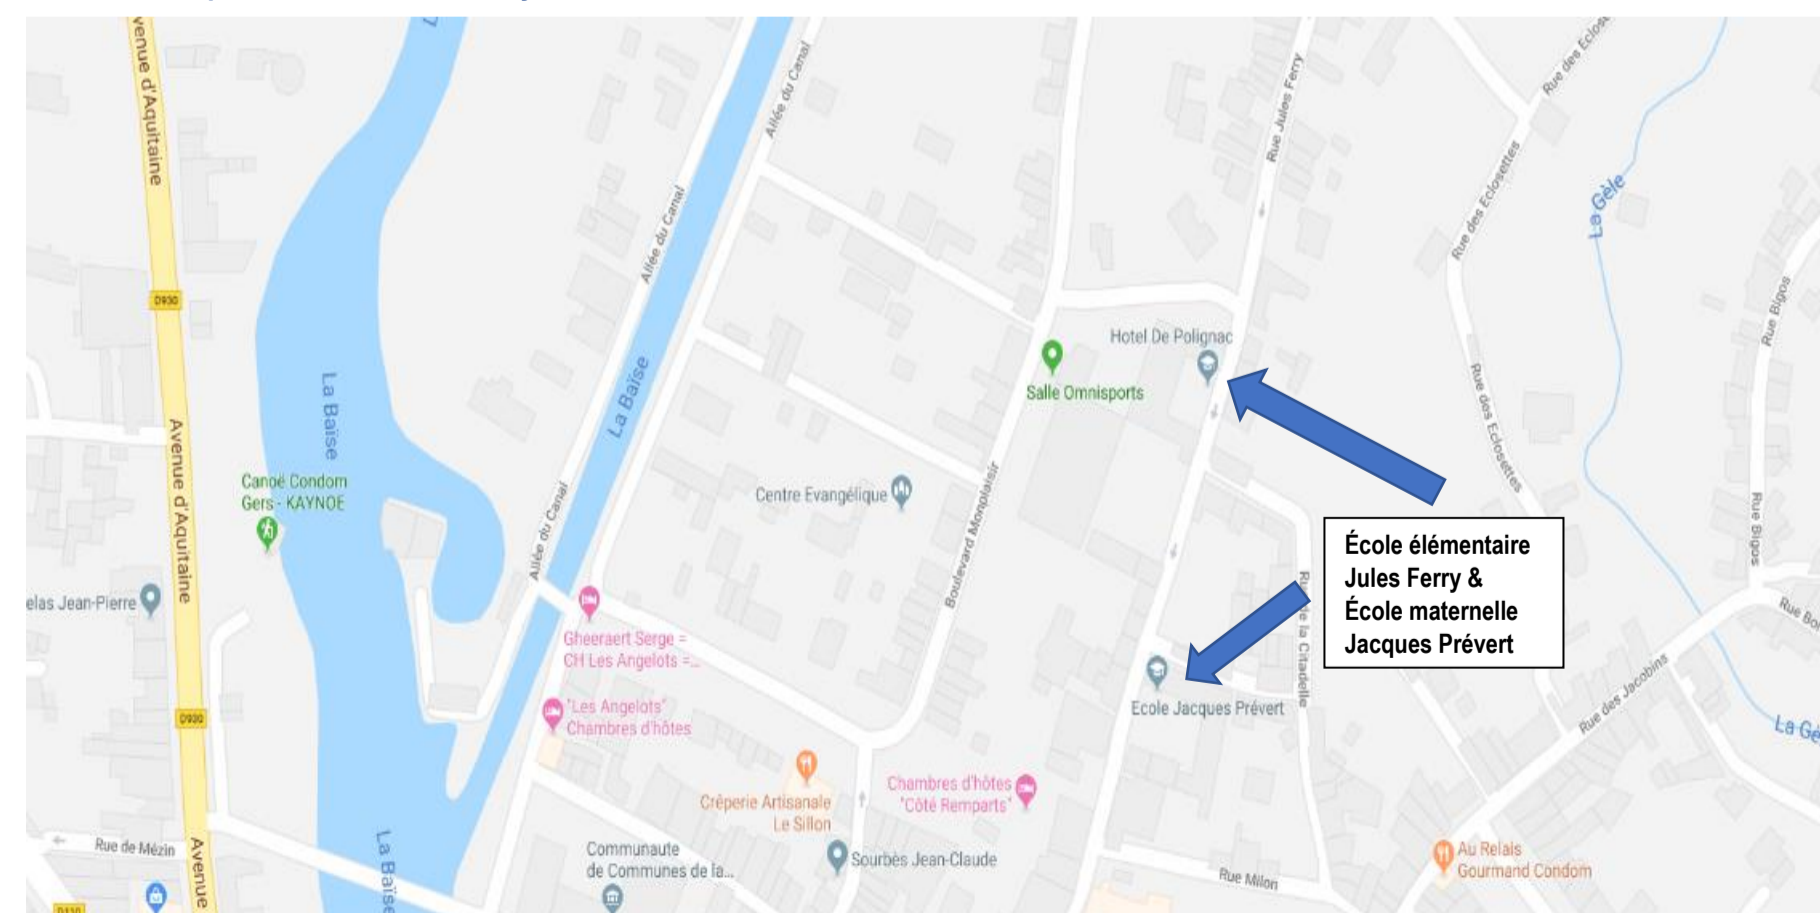 Avenue d'Aquitaine
La Baïse
Allée du Canal
Allée du Canal
Rue Jules Ferry
Rue des Eclosettes
Rue des Eclosettes
La Gèle
Rue Bigos
D930
Hotel De Polignac
Salle Omnisports
La Baïse
Rue des Eclosettes
Avenue d'Aquitaine
Canoë Condom
Gers - KAYNOE
Allée du Canal
Centre Evangélique
Boulevard Monplaisir
Rue Bigos
École élémentaire
Jules Ferry &
École maternelle
Jacques Prévert
elas Jean-Pierre
Gheeraert Serge =
CH Les Angelots =...
Rue de la Citadelle
"Les Angelots"
Chambres d'hôtes
Ecole Jacques Prévert
Rue des Jacobins
La Gè
D930
Crêperie Artisanale
Le Sillon
Chambres d'hôtes
"Côté Remparts"
Rue de Mézin
Avenue
La Baïse
Communaute
de Communes de la...
Sourbès Jean-Claude
Rue Milon
Au Relais
Gourmand Condom